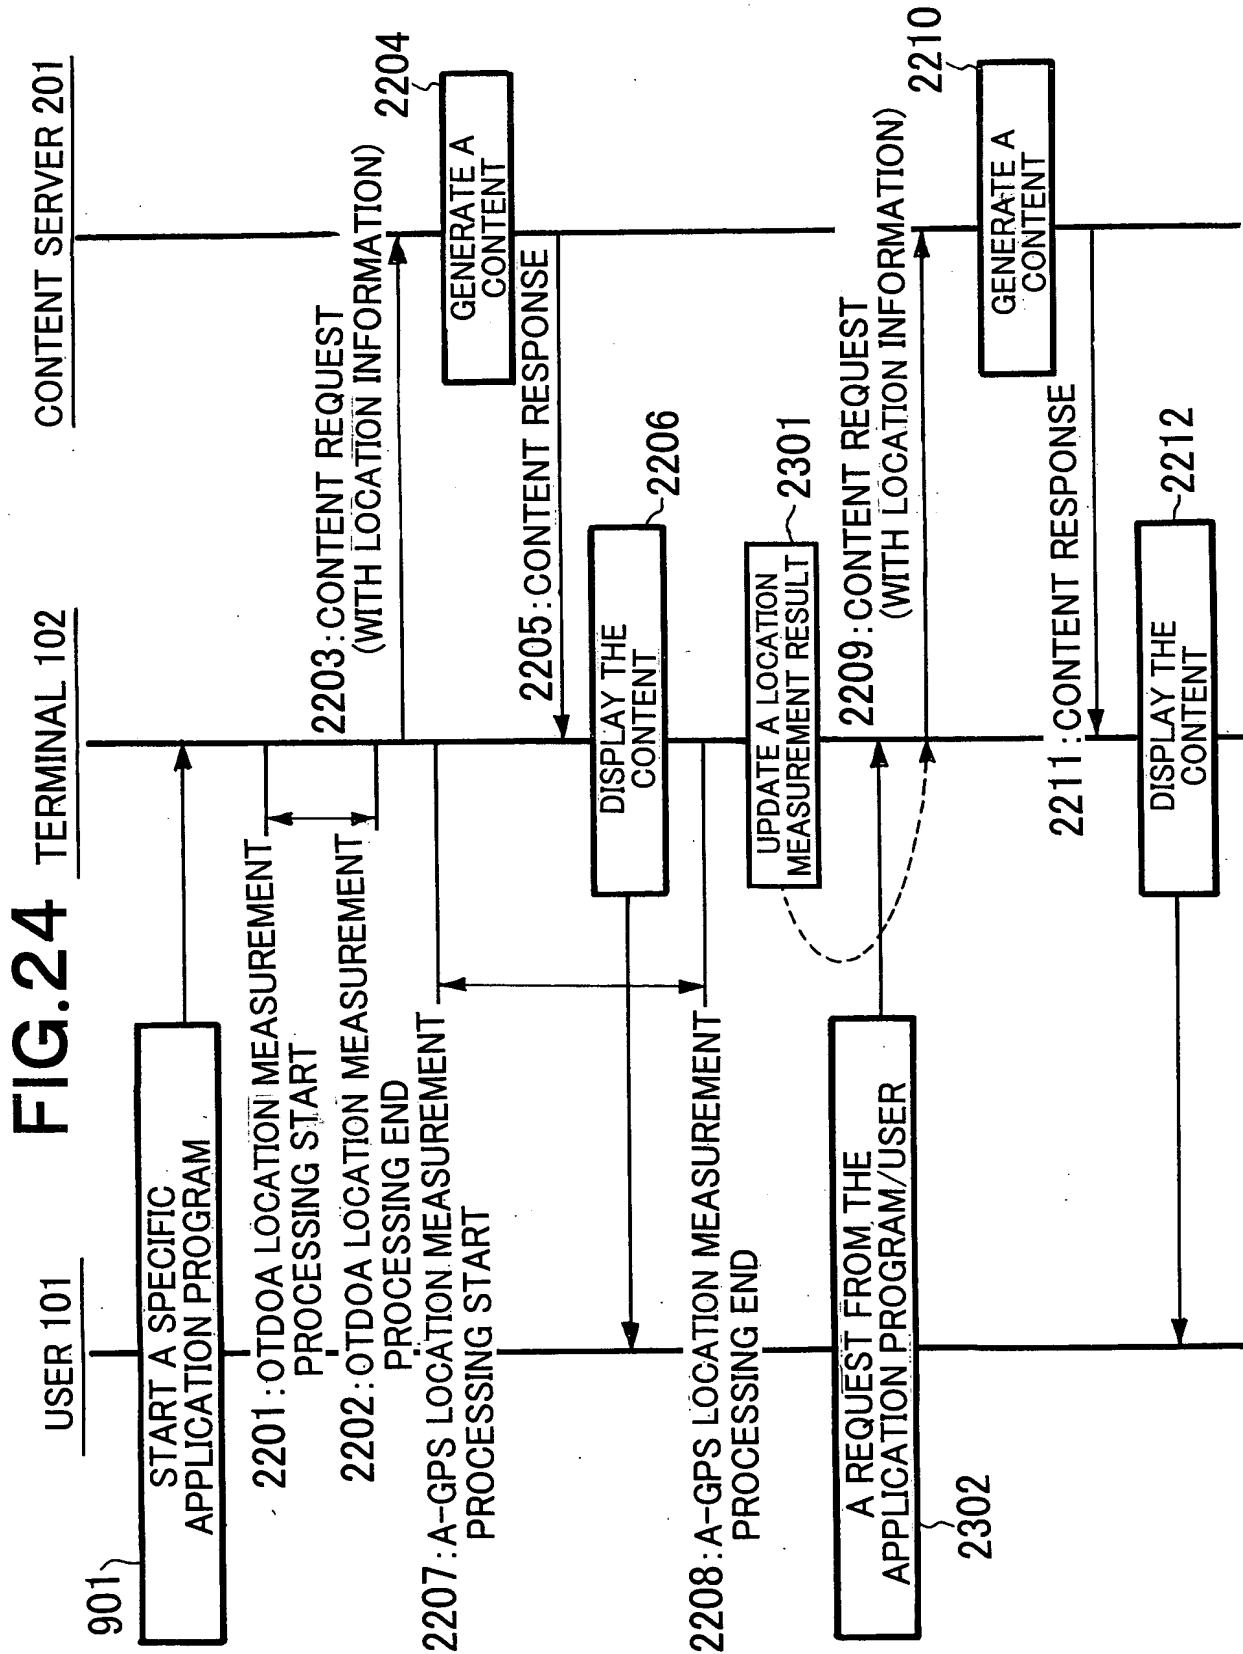 FIG.24
USER 101
TERMINAL 102
CONTENT SERVER 201
901
START A SPECIFIC
APPLICATION PROGRAM
2201:OTDOA LOCATION MEASUREMENT
PROCESSING START
2202:OTDOA LOCATION MEASUREMENT
PROCESSING END
2203:CONTENT REQUEST
(WITH LOCATION INFORMATION)
2204
GENERATE A
CONTENT
2207:A-GPS LOCATION MEASUREMENT
PROCESSING START
2205:CONTENT RESPONSE
2206
DISPLAY THE
CONTENT
2208:A-GPS LOCATION MEASUREMENT
PROCESSING END
2301
UPDATE A LOCATION
MEASUREMENT RESULT
A REQUEST FROM THE
APPLICATION PROGRAM/USER
2302
2209:CONTENT REQUEST
(WITH LOCATION INFORMATION)
2210
GENERATE A
CONTENT
2211:CONTENT RESPONSE
2212
DISPLAY THE
CONTENT